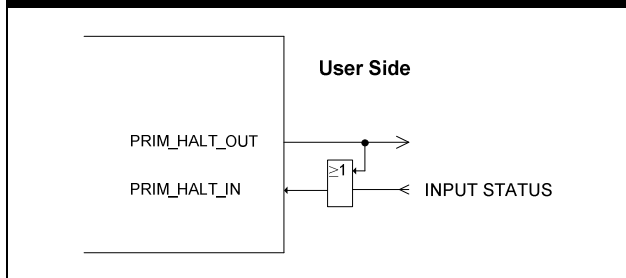 User Side
PRIM_HALT_OUT
≥1
PRIM_HALT_IN
INPUT STATUS